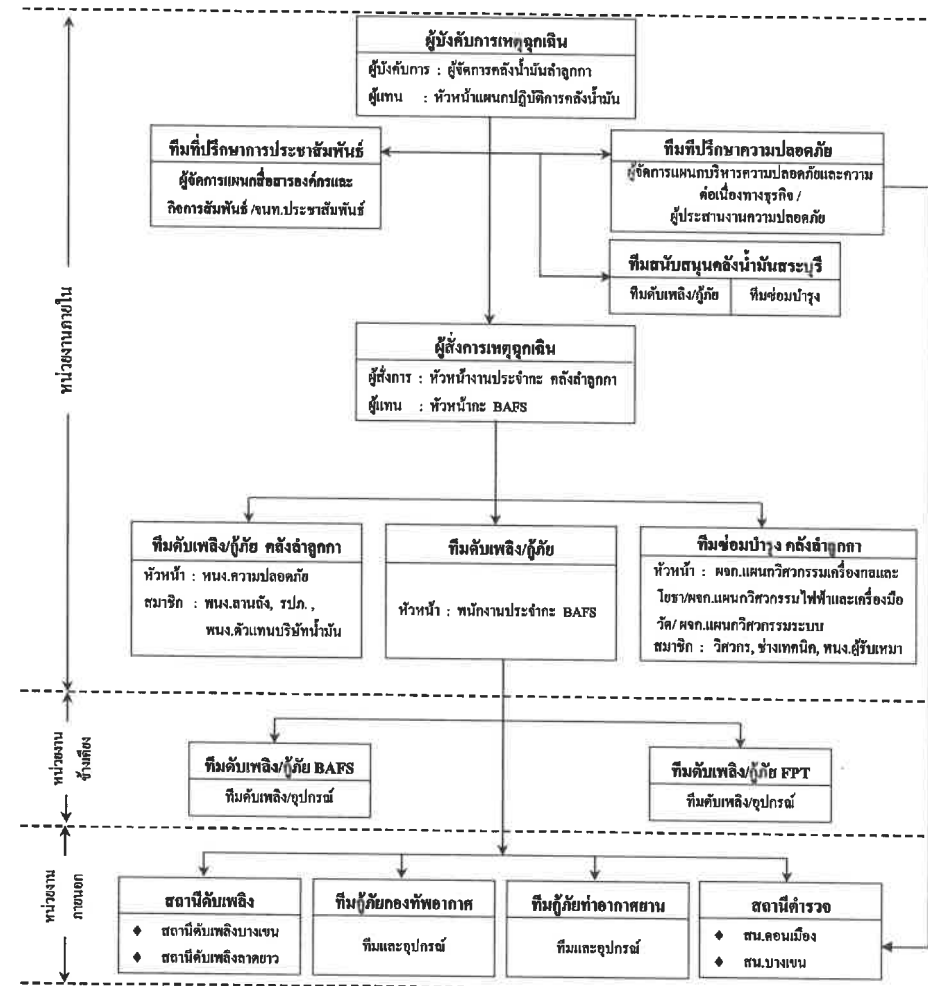 ผู้บังคับการเหตุฉุกเฉิน
ผู้บังคับการ : ผู้จัดการคลังน้ำมันลำลูกกา
ผู้แทน : หัวหน้าแผนกปฏิบัติการคลังน้ำมัน
ทีมที่ปรึกษาการประชาสัมพันธ์
ผู้จัดการแผนกสื่อสารองค์กรและ
กิจการสัมพันธ์ /จนท.ประชาสัมพันธ์
ทีมที่ปรึกษาความปลอดภัย
ผู้จัดการแผนกบริหารความปลอดภัยและความ
ต่อเนื่องทางธุรกิจ /
ผู้ประสานงานความปลอดภัย
ทีมสนับสนุนคลังน้ำมันสระบุรี
ทีมดับเพลิง/กู้ภัย
ทีมซ่อมบำรุง
หน่วยงานภายใน
ผู้สั่งการเหตุฉุกเฉิน
ผู้สั่งการ : หัวหน้างานประจำกะ คลังลำลูกกา
ผู้แทน : หัวหน้ากะ BAFS
ทีมดับเพลิง/กู้ภัย คลังลำลูกกา
หัวหน้า : หนง.ความปลอดภัย
สมาชิก : พนง.ลานถัง, รปภ. ,
พนง.ตัวแทนบริษัทน้ำมัน
ทีมดับเพลิง/กู้ภัย
หัวหน้า : พนักงานประจำกะ BAFS
ทีมซ่อมบำรุง คลังลำลูกกา
หัวหน้า : ผจก.แผนกวิศวกรรมเครื่องกลและ
โยธา/ผจก.แผนกวิศวกรรมไฟฟ้าและเครื่องมือ
วัด/ ผจก.แผนกวิศวกรรมระบบ
สมาชิก : วิศวกร, ช่างเทคนิค, พนง.ผู้รับเหมา
หน่วยงาน
ข้างเคียง
ทีมดับเพลิง/กู้ภัย BAFS
ทีมดับเพลิง/อุปกรณ์
ทีมดับเพลิง/กู้ภัย FPT
ทีมดับเพลิง/อุปกรณ์
หน่วยงาน
ภายนอก
สถานีดับเพลิง
♦ สถานีดับเพลิงบางเขน
♦ สถานีดับเพลิงลาดยาว
ทีมกู้ภัยกองทัพอากาศ
ทีมและอุปกรณ์
ทีมกู้ภัยท่าอากาศยาน
ทีมและอุปกรณ์
สถานีตำรวจ
♦ สน.ดอนเมือง
♦ สน.บางเขน